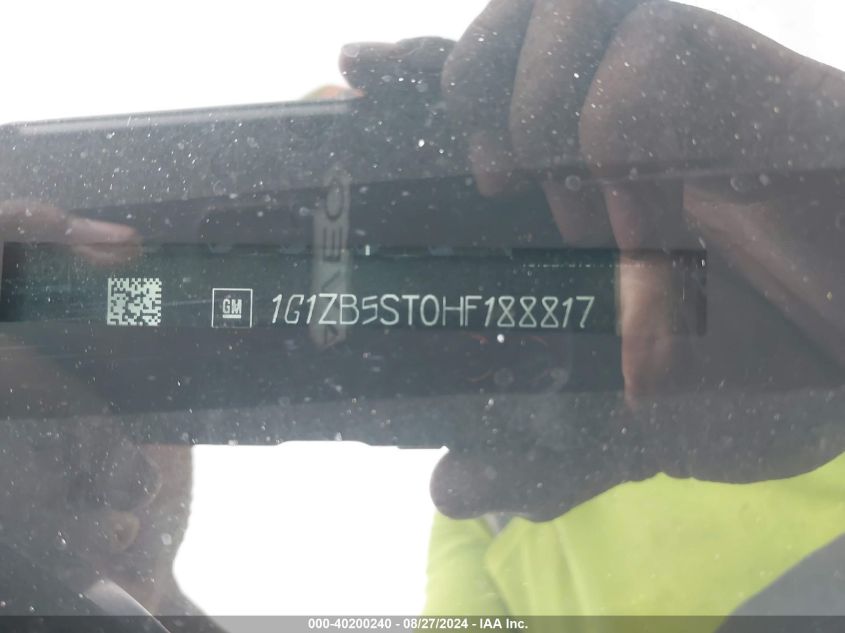 GM 1G1ZB5ST0HF188817
000-40200240 - 08/27/2024 - IAA Inc.